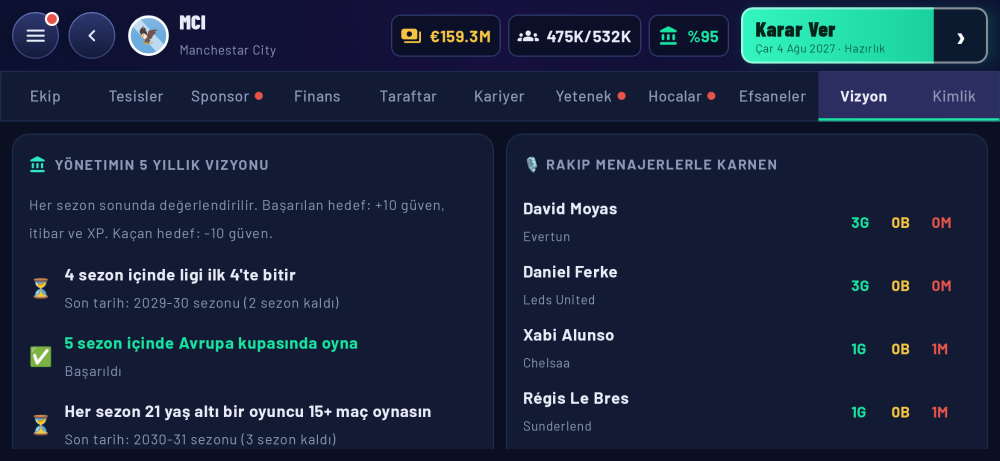 MCI
Manchestar City
€159.3M
475K/532K
%95
Karar Ver
Çar 4 Ağu 2027 · Hazırlık
Ekip
Tesisler
Sponsor
Finans
Taraftar
Kariyer
Yetenek
Hocalar
Efsaneler
Vizyon
Kimlik
YÖNETIMIN 5 YILLIK VIZYONU
Her sezon sonunda değerlendirilir. Başarılan hedef: +10 güven,
itibar ve XP. Kaçan hedef: -10 güven.
4 sezon içinde ligi ilk 4'te bitir
Son tarih: 2029-30 sezonu (2 sezon kaldı)
5 sezon içinde Avrupa kupasında oyna
Başarıldı
Her sezon 21 yaş altı bir oyuncu 15+ maç oynasın
Son tarih: 2030-31 sezonu (3 sezon kaldı)
RAKIP MENAJERLERLE KARNEN
David Moyas
Evertun
3G 0B 0M
Daniel Ferke
Leds United
3G 0B 0M
Xabi Alunso
Chelsaa
1G 0B 1M
Régis Le Bres
Sunderlend
1G 0B 1M